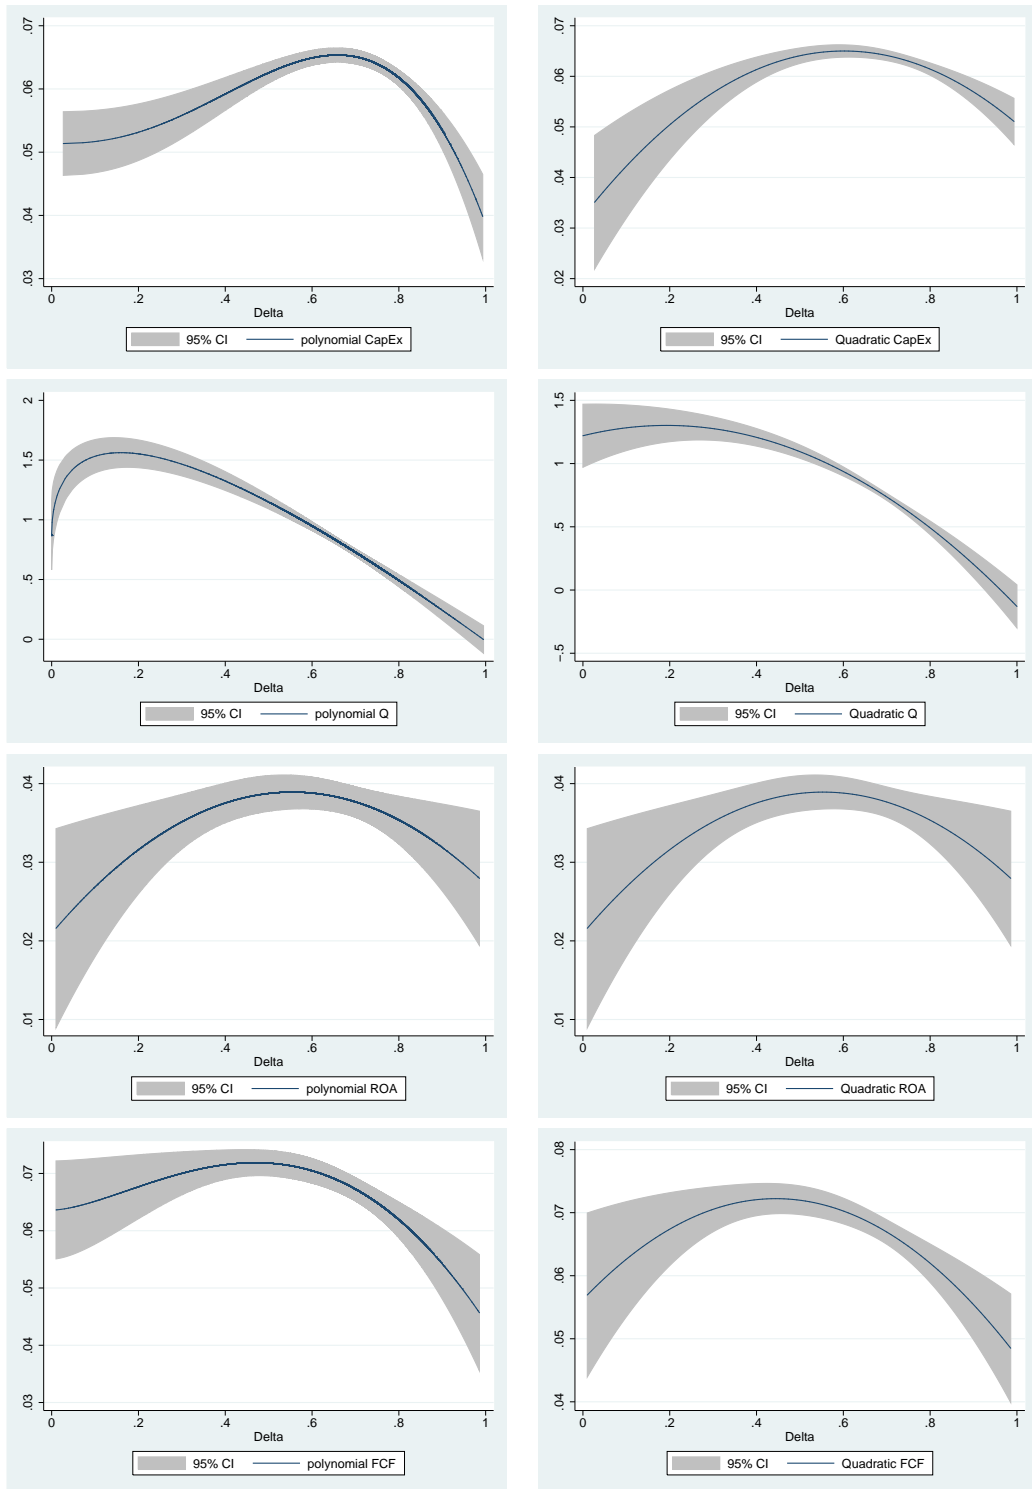 .07
.06
.05
.04
.03
0 .2 .4 .6 .8 1
Delta
95% CI polynomial CapEx
.07
.06
.05
.04
.03
.02
0 .2 .4 .6 .8 1
Delta
95% CI Quadratic CapEx
2
1.5
1
.5
0
0 .2 .4 .6 .8 1
Delta
95% CI polynomial Q
1.5
1
.5
0
-.5
0 .2 .4 .6 .8 1
Delta
95% CI Quadratic Q
.04
.03
.02
.01
0 .2 .4 .6 .8 1
Delta
95% CI polynomial ROA
.04
.03
.02
.01
0 .2 .4 .6 .8 1
Delta
95% CI Quadratic ROA
.07
.06
.05
.04
.03
0 .2 .4 .6 .8 1
Delta
95% CI polynomial FCF
.08
.07
.06
.05
.04
0 .2 .4 .6 .8 1
Delta
95% CI Quadratic FCF